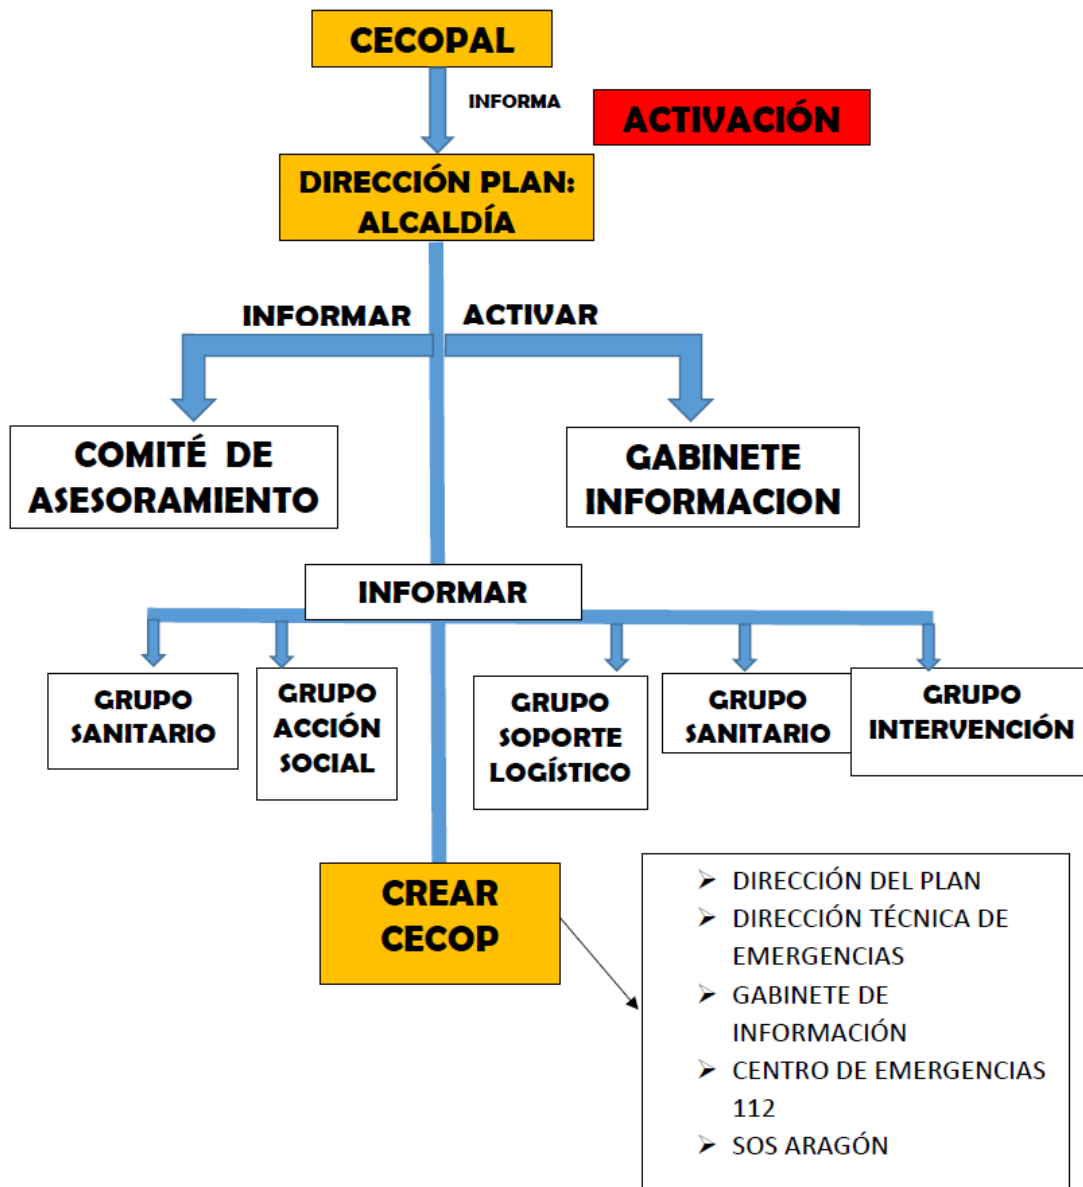 CECOPAL
INFORMA
ACTIVACIÓN
DIRECCIÓN PLAN:
ALCALDÍA
INFORMAR
ACTIVAR
COMITÉ DE
ASESORAMIENTO
GABINETE
INFORMACION
INFORMAR
GRUPO
SANITARIO
GRUPO
ACCIÓN
SOCIAL
GRUPO
SOPORTE
LOGÍSTICO
GRUPO
SANITARIO
GRUPO
INTERVENCIÓN
CREAR
CECOP
➢ DIRECCIÓN DEL PLAN
➢ DIRECCIÓN TÉCNICA DE
EMERGENCIAS
➢ GABINETE DE
INFORMACIÓN
➢ CENTRO DE EMERGENCIAS
112
➢ SOS ARAGÓN